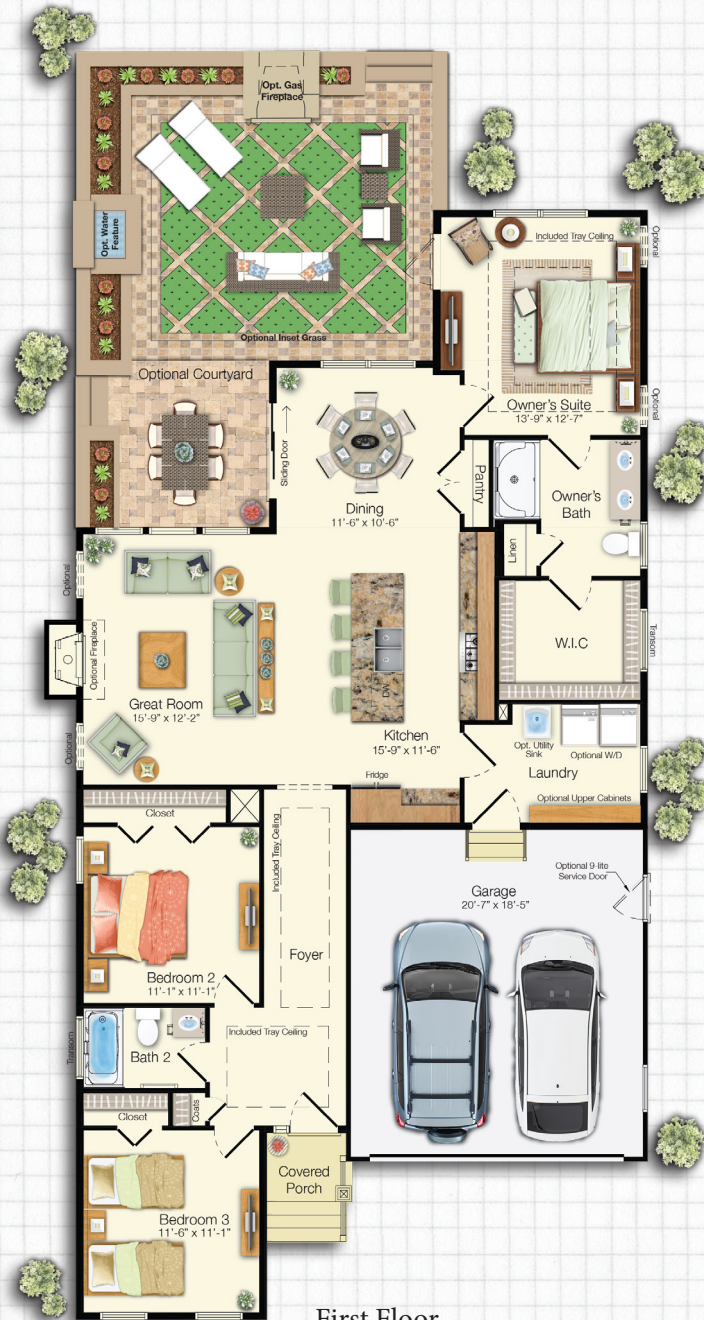 Opt. Gas
Fireplace
Opt. Water
Feature
Included Tray Ceiling
Optional
Optional Inset Grass
Optional Courtyard
Optional
Owner's Suite
13'-9" x 12'-7"
Sliding Door
Pantry
Dining
11'-6" x 10'-6"
Owner's
Bath
Linen
Optional
Optional Fireplace
W.I.C
Transom
Great Room
15'-9" x 12'-2"
DW
Optional
Kitchen
15'-9" x 11'-6"
Opt. Utility
Sink
Optional W/D
Laundry
Fridge
Optional Upper Cabinets
Closet
Included Tray Ceiling
Optional 9-lite
Service Door
Garage
20'-7" x 18'-5"
Foyer
Bedroom 2
11'-1" x 11'-1"
Included Tray Ceiling
Transom
Bath 2
Closet
Coats
Covered
Porch
Bedroom 3
11'-6" x 11'-1"
First Floor